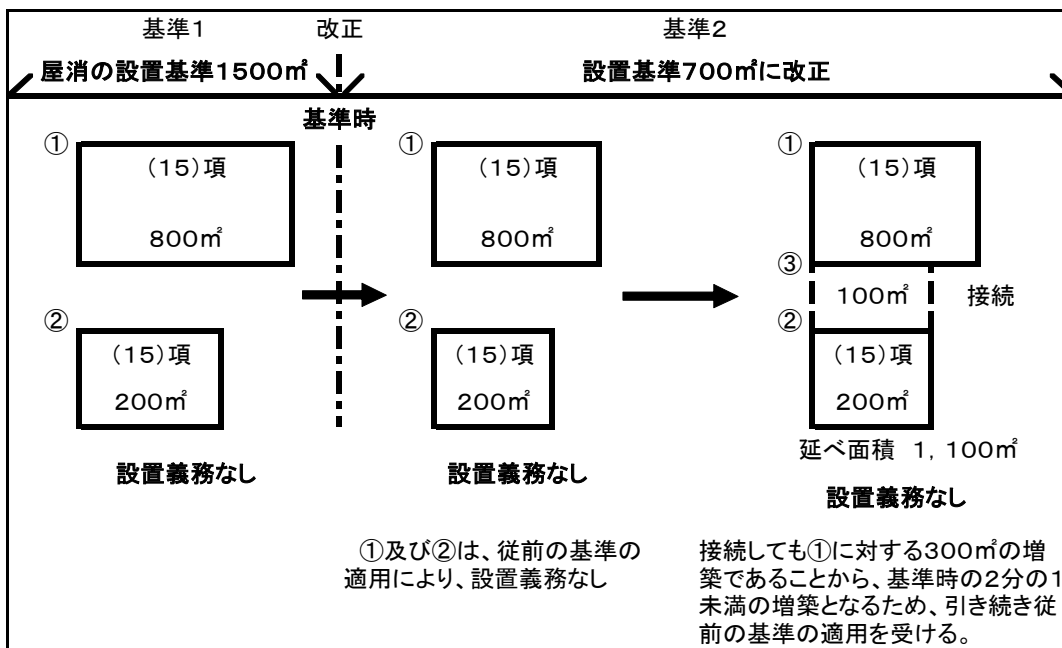 基準1 改正 基準2
屋消の設置基準1500㎡ 設置基準700㎡に改正
基準時
①
(15)項
800㎡
②
(15)項
200㎡
設置義務なし
①
(15)項
800㎡
②
(15)項
200㎡
設置義務なし
①及び②は、従前の基準の
適用により、設置義務なし
①
(15)項
800㎡
③
100㎡ 接続
②
(15)項
200㎡
延べ面積 1,100㎡
設置義務なし
接続しても①に対する300㎡の増
築であることから、基準時の2分の1
未満の増築となるため、引き続き従
前の基準の適用を受ける。